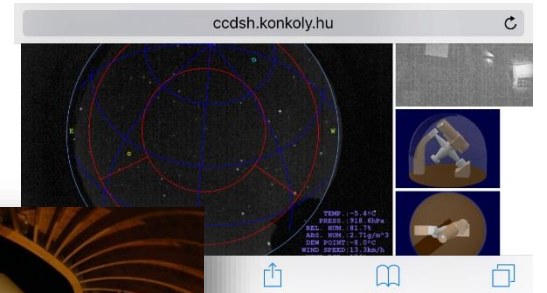 ccdsh.konkoly.hu
E
W
TEMP.:-5.4°C
PRESS.:918.6hPa
REL. HUM.:81.7%
ABS. HUM.:2.71g/m^3
DEW POINT:-8.0°C
WIND SPEED:13.3km/h